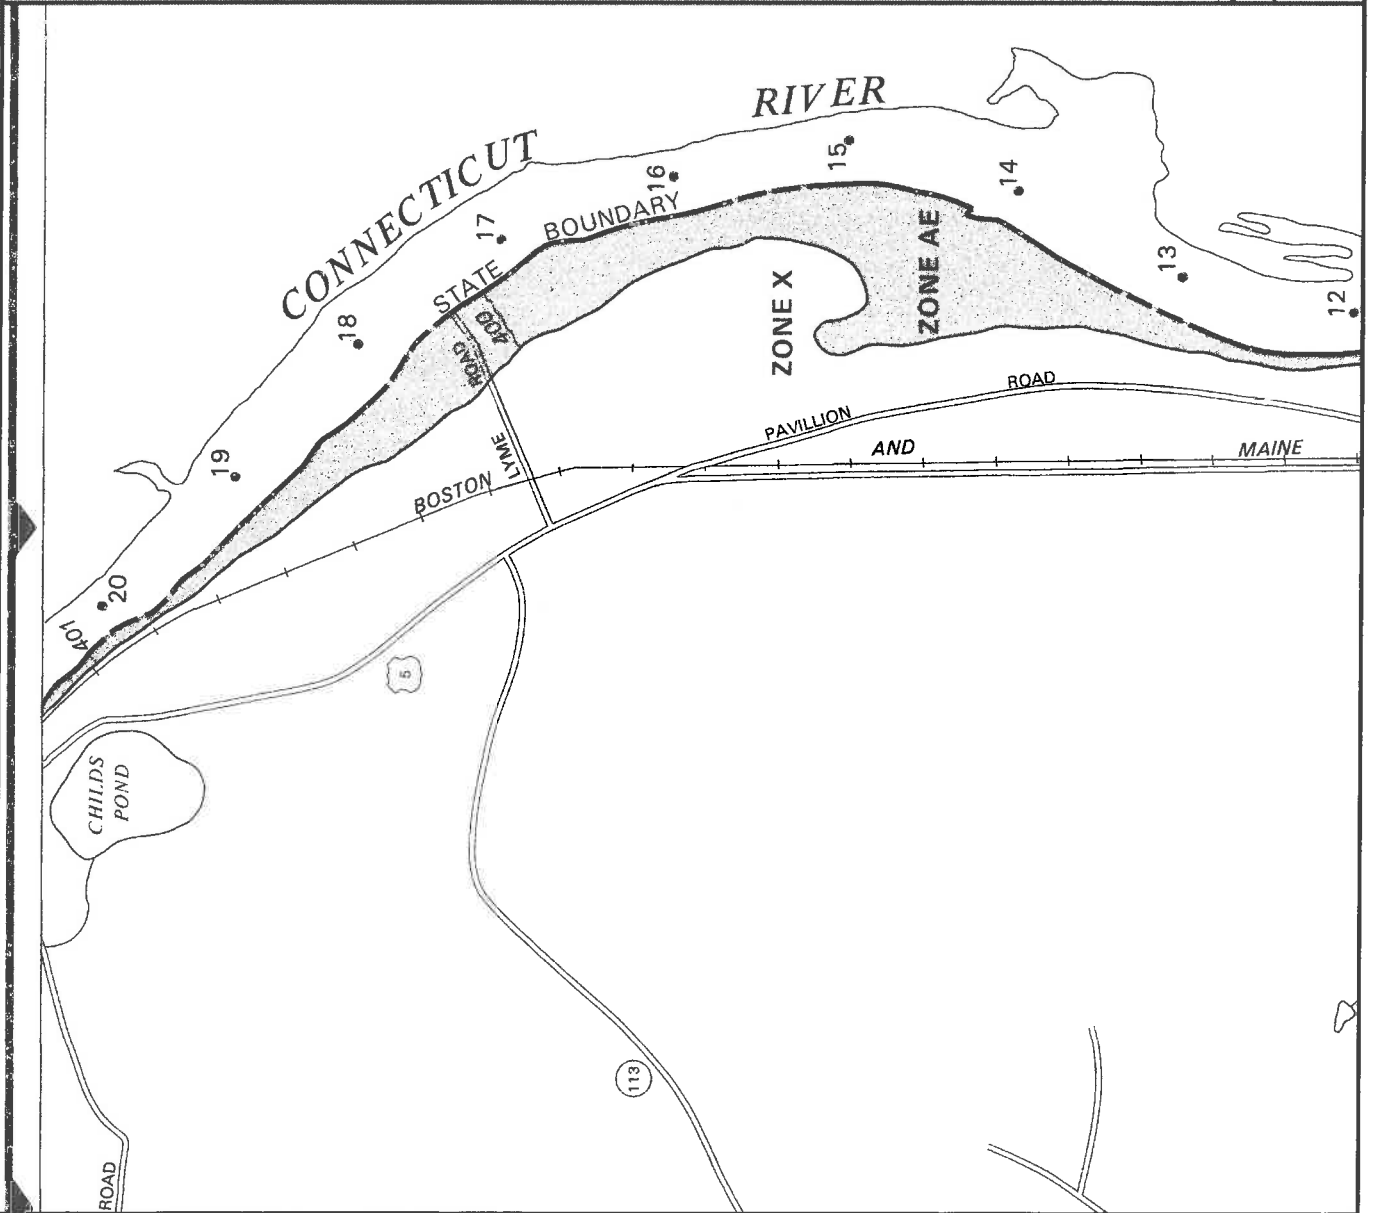 CONNECTICUT RIVER
15
14
16
17
13
12
18
19
20
STATE BOUNDARY
400
401
ZONE X
ZONE AE
LYME ROAD
PAVILLION ROAD
BOSTON AND MAINE
5
CHILDS
POND
113
ROAD